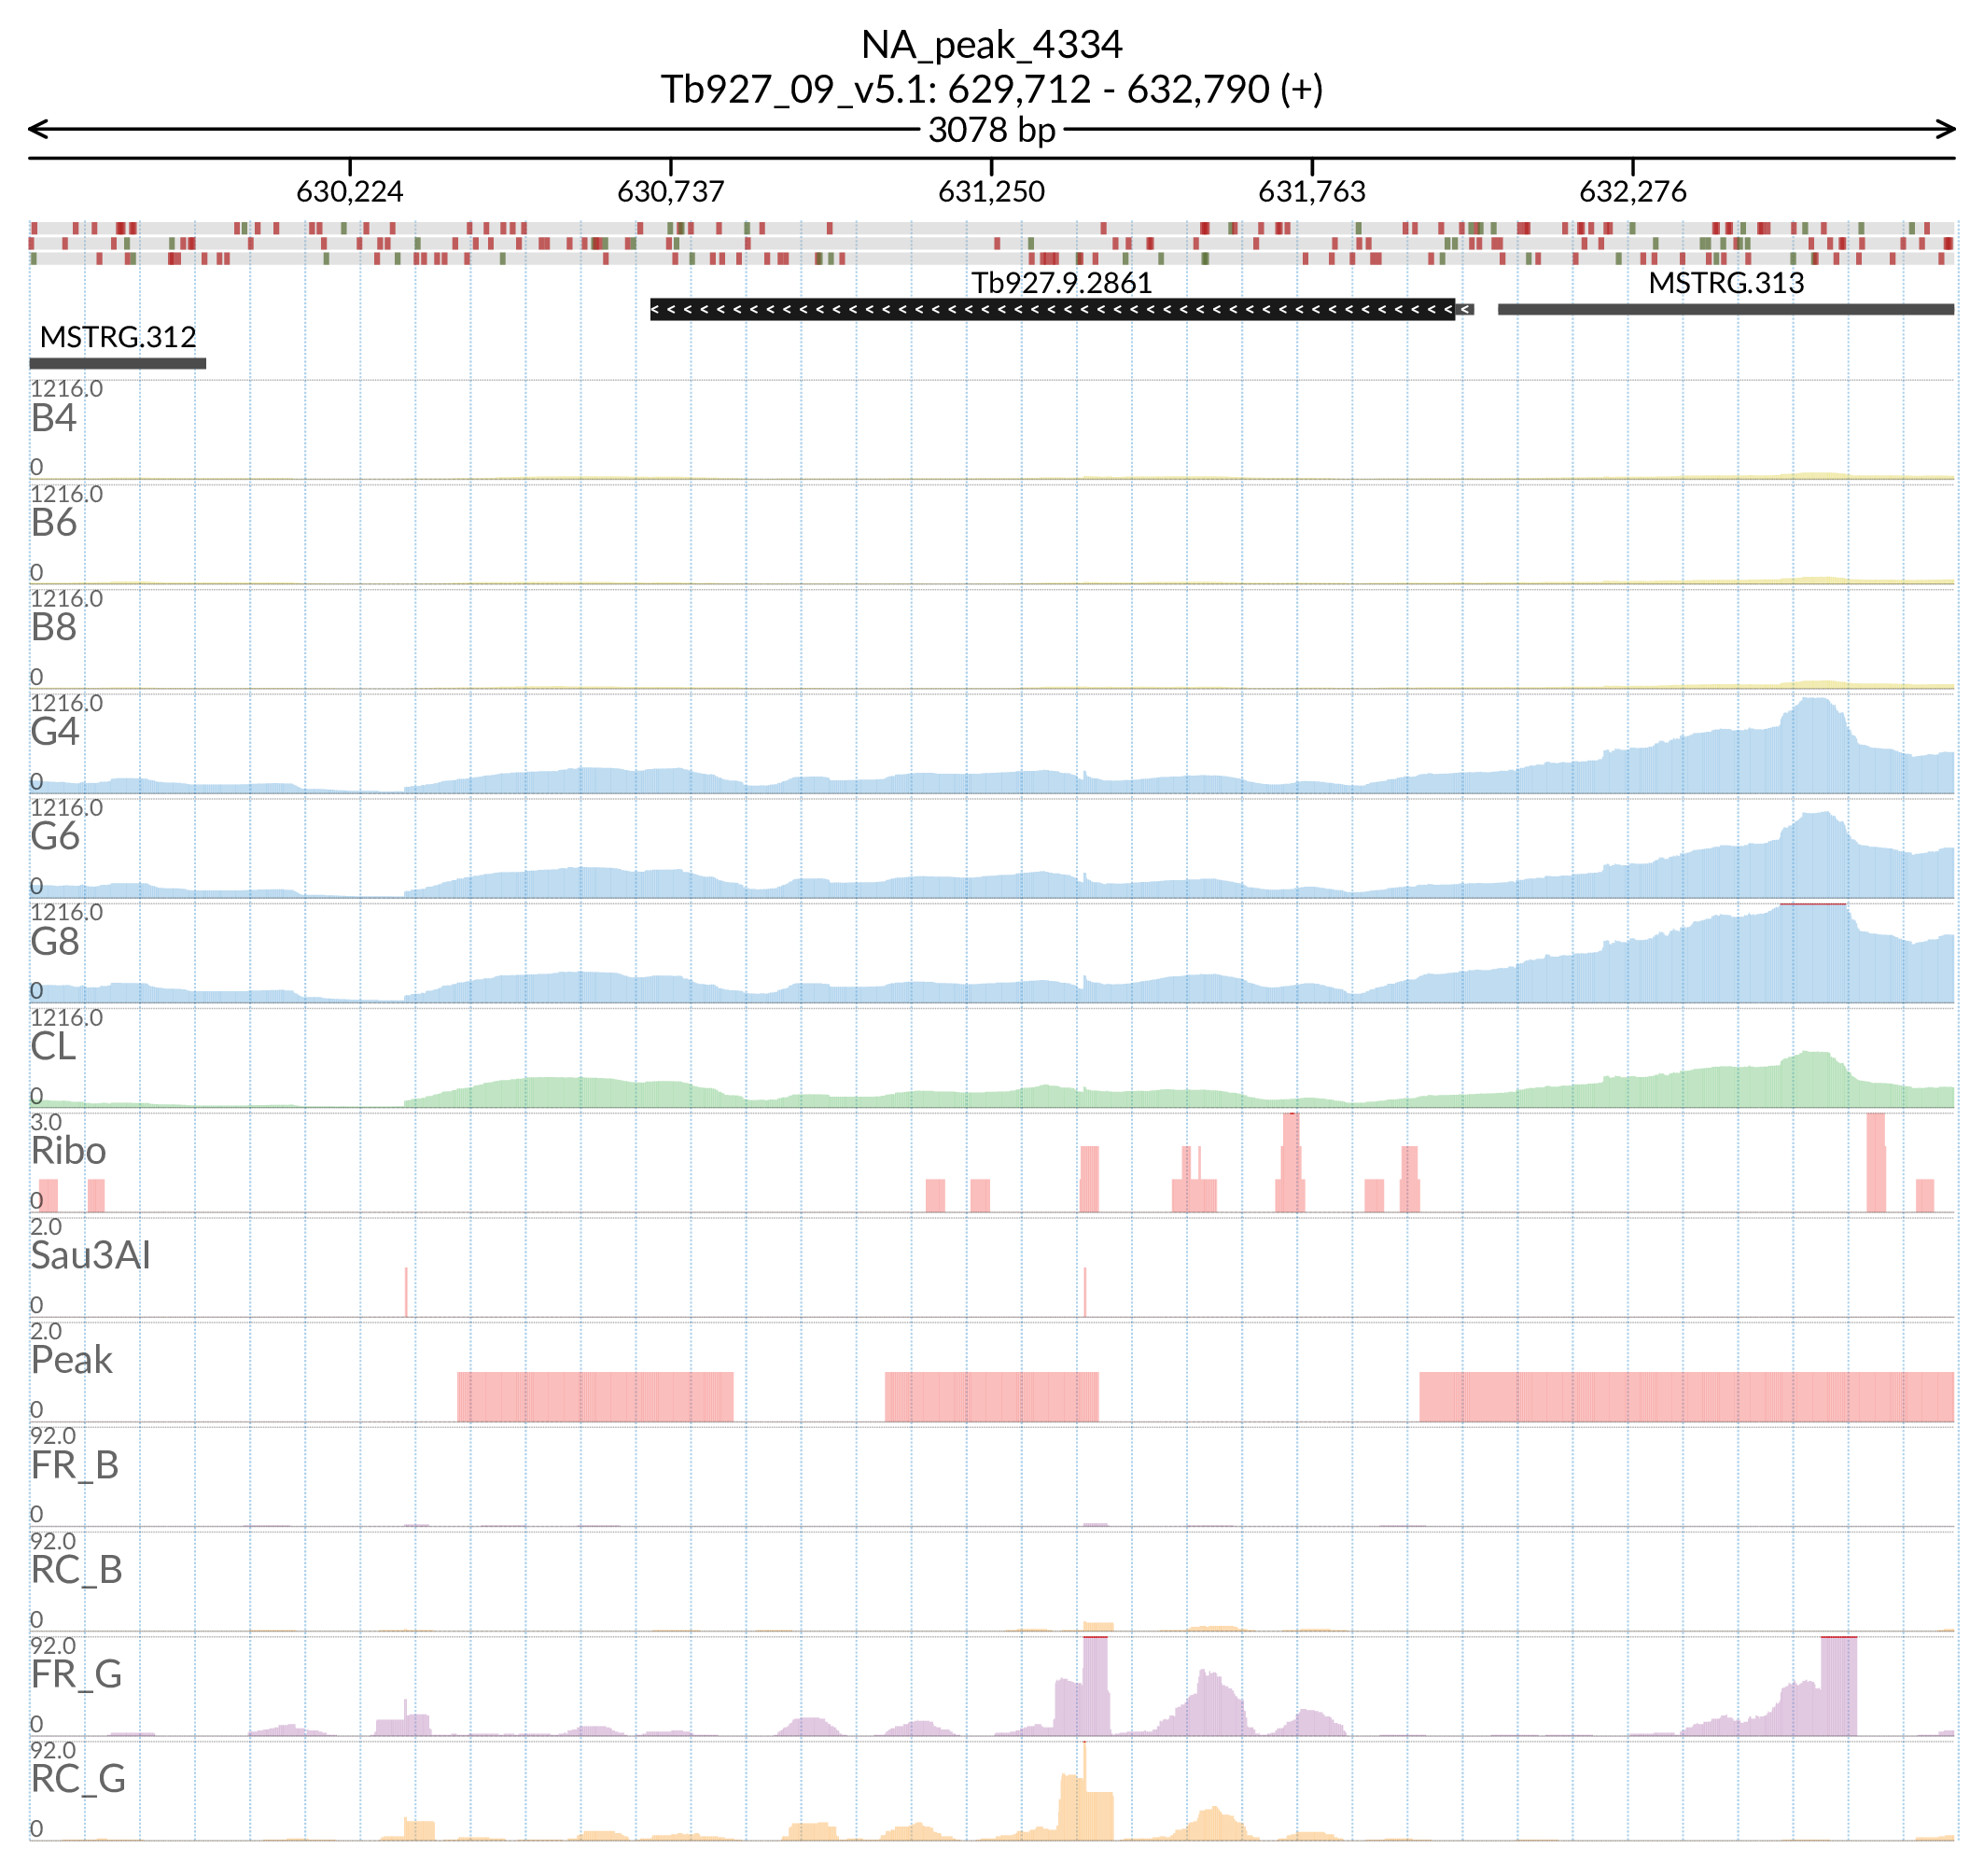 NA_peak_4334
Tb927_09_v5.1: 629,712 - 632,790 (+)
3078 bp
630,224 630,737 631,250 631,763 632,276
Tb927.9.2861 MSTRG.313
MSTRG.312
1216.0
B4
0
1216.0
B6
0
1216.0
B8
0
1216.0
G4
0
1216.0
G6
0
1216.0
G8
0
1216.0
CL
0
3.0
Ribo
0
2.0
Sau3AI
0
2.0
Peak
0
92.0
FR_B
0
92.0
RC_B
0
92.0
FR_G
0
92.0
RC_G
0